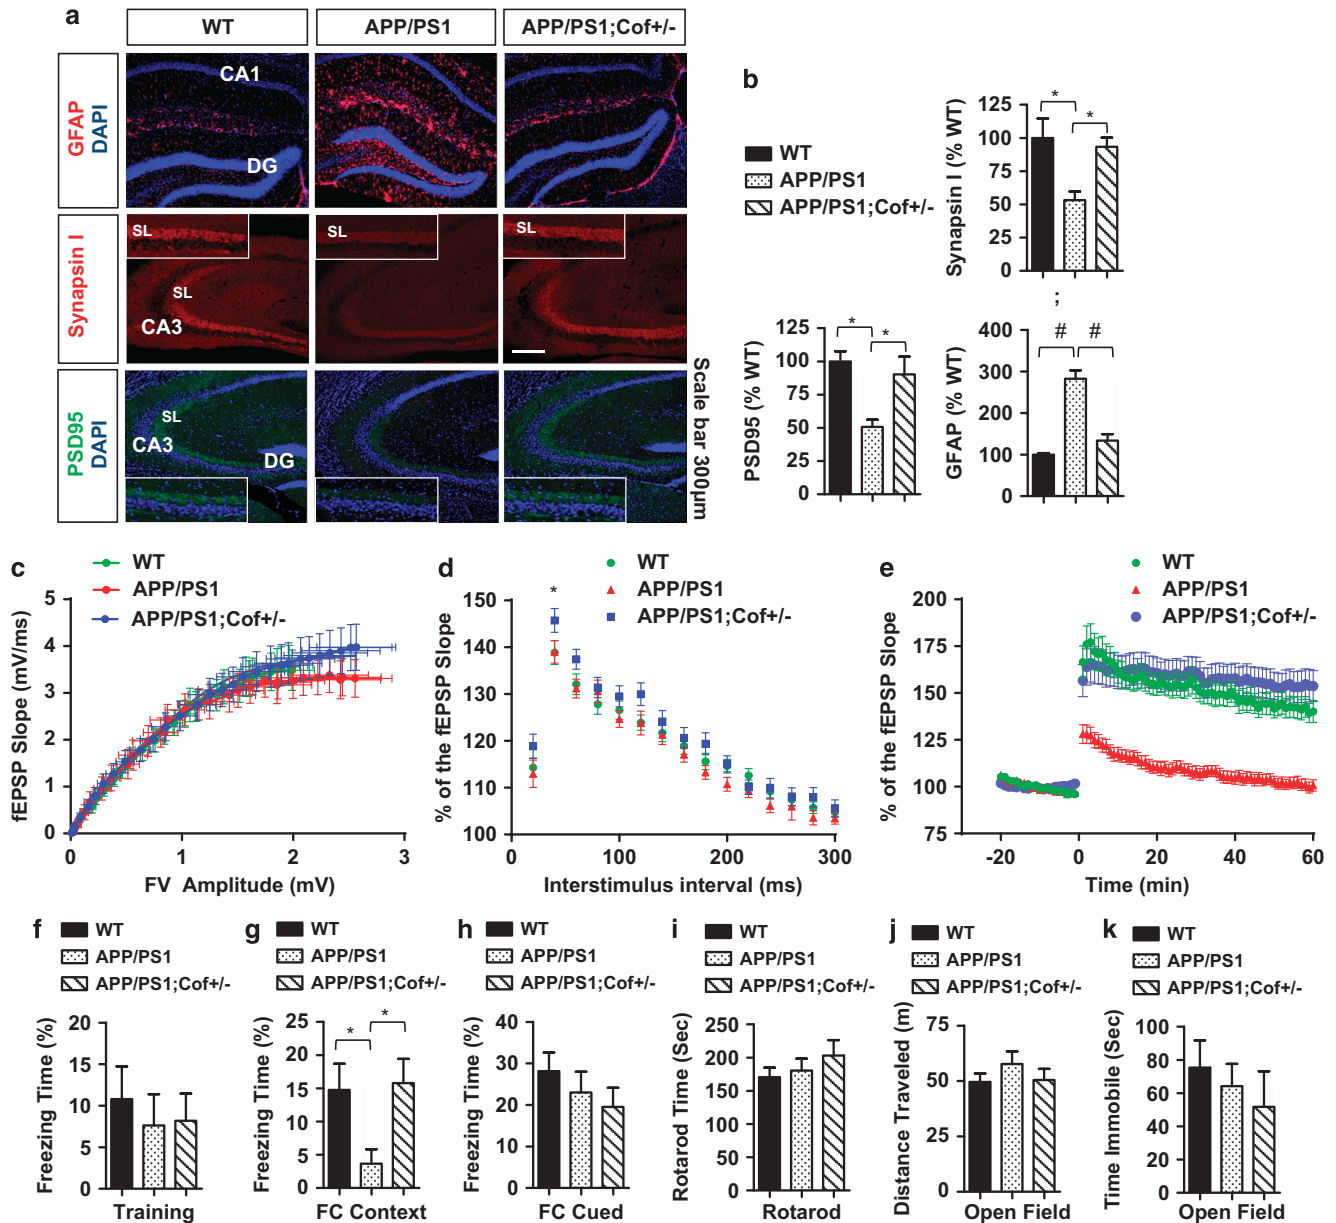 a
WT
APP/PS1
APP/PS1;Cof+/-
GFAP
DAPI
CA1
DG
Synapsin I
SL
SL
CA3
SL
SL
PSD95
DAPI
SL
CA3
DG
Scale bar 300µm
b
WT
APP/PS1
APP/PS1;Cof+/-
Synapsin I (% WT)
125
100
75
50
25
0
*
*
;
PSD95 (% WT)
125
100
75
50
25
0
*
*
GFAP (% WT)
400
300
200
100
0
#
#
c
WT
APP/PS1
APP/PS1;Cof+/-
fEPSP Slope (mV/ms)
5
4
3
2
1
0
0 1 2 3
FV Amplitude (mV)
d
WT
APP/PS1
APP/PS1;Cof+/-
% of the fEPSP Slope
150
140
130
120
110
100
*
0 100 200 300
Interstimulus interval (ms)
e
WT
APP/PS1
APP/PS1;Cof+/-
% of the fEPSP Slope
200
175
150
125
100
75
-20 0 20 40 60
Time (min)
f
WT
APP/PS1
APP/PS1;Cof+/-
Freezing Time (%)
20
15
10
5
0
Training
g
WT
APP/PS1
APP/PS1;Cof+/-
Freezing Time (%)
25
20
15
10
5
0
*
*
FC Context
h
WT
APP/PS1
APP/PS1;Cof+/-
Freezing Time (%)
40
30
20
10
0
FC Cued
i
WT
APP/PS1
APP/PS1;Cof+/-
Rotarod Time (Sec)
250
200
150
100
50
0
Rotarod
j
WT
APP/PS1
APP/PS1;Cof+/-
Distance Traveled (m)
75
50
25
0
Open Field
k
WT
APP/PS1
APP/PS1;Cof+/-
Time Immobile (Sec)
100
80
60
40
20
0
Open Field